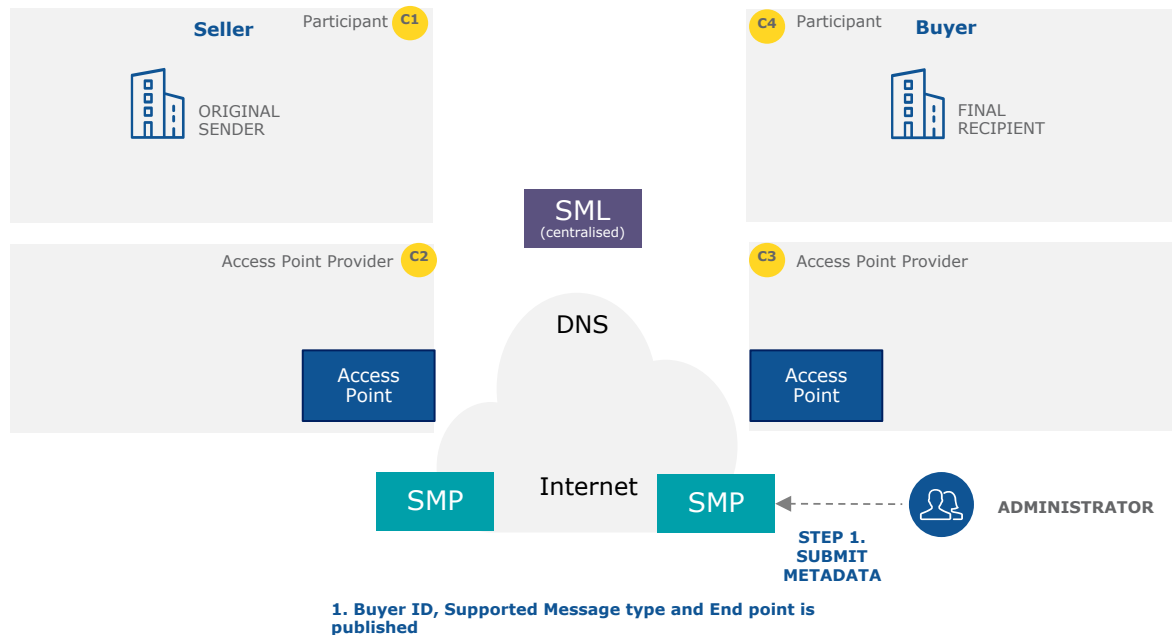 Seller
Participant
C1
ORIGINAL
SENDER
C4
Participant
Buyer
FINAL
RECIPIENT
SML
(centralised)
Access Point Provider
C2
C3
Access Point Provider
DNS
Access
Point
Access
Point
SMP
Internet
SMP
ADMINISTRATOR
STEP 1.
SUBMIT
METADATA
1. Buyer ID, Supported Message type and End point is
published